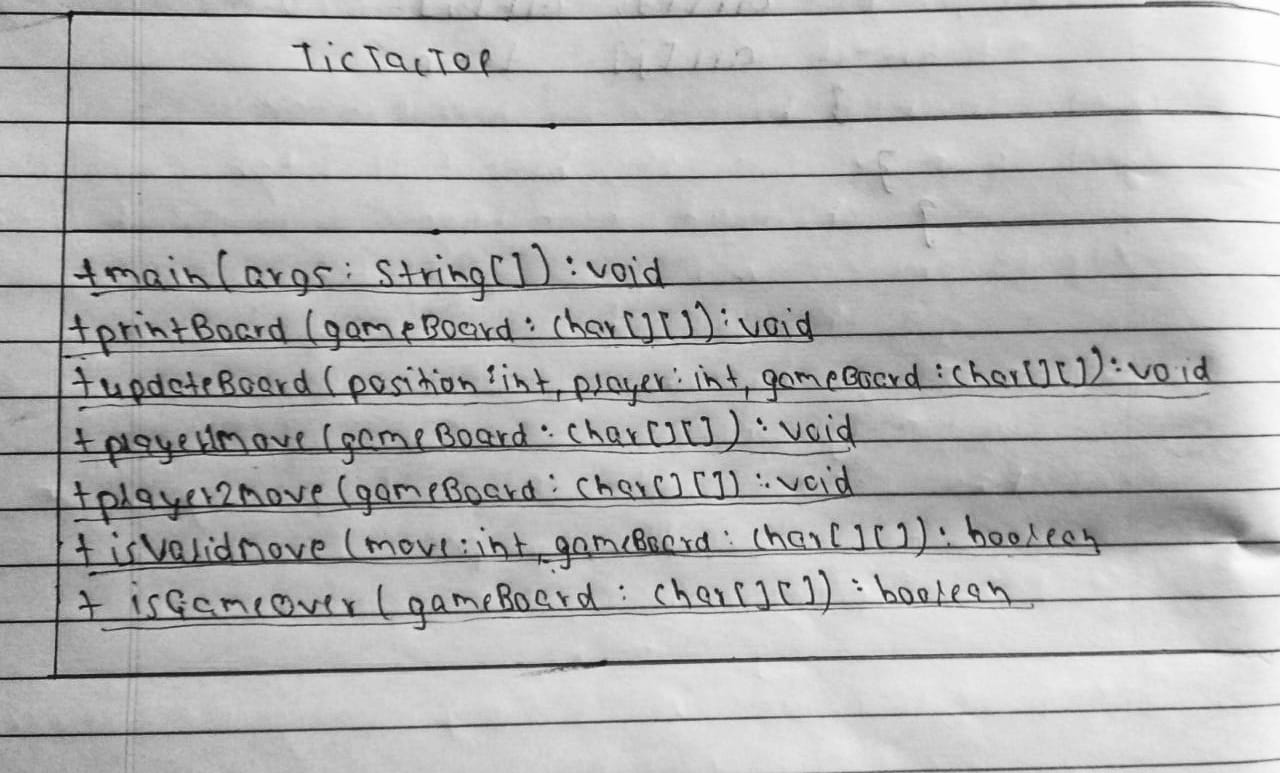 TicTacToe
+main(args: String[]): void
+printBoard(gameBoard: char[][]): void
+updateBoard(position: int, player: int, gameBoard: char[][]): void
+player1move(gameBoard: char[][]): void
+player2move(gameBoard: char[][]): void
+isValidmove(move: int, gameBoard: char[][]): boolean
+ isGameOver(gameBoard: char[][]): boolean